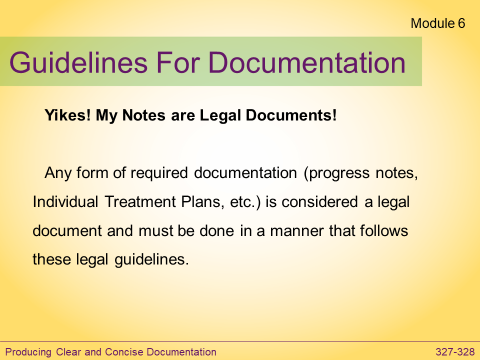 Module 6
Guidelines For Documentation
Yikes! My Notes are Legal Documents!
Any form of required documentation (progress notes,
Individual Treatment Plans, etc.) is considered a legal
document and must be done in a manner that follows
these legal guidelines.
Producing Clear and Concise Documentation
327-328